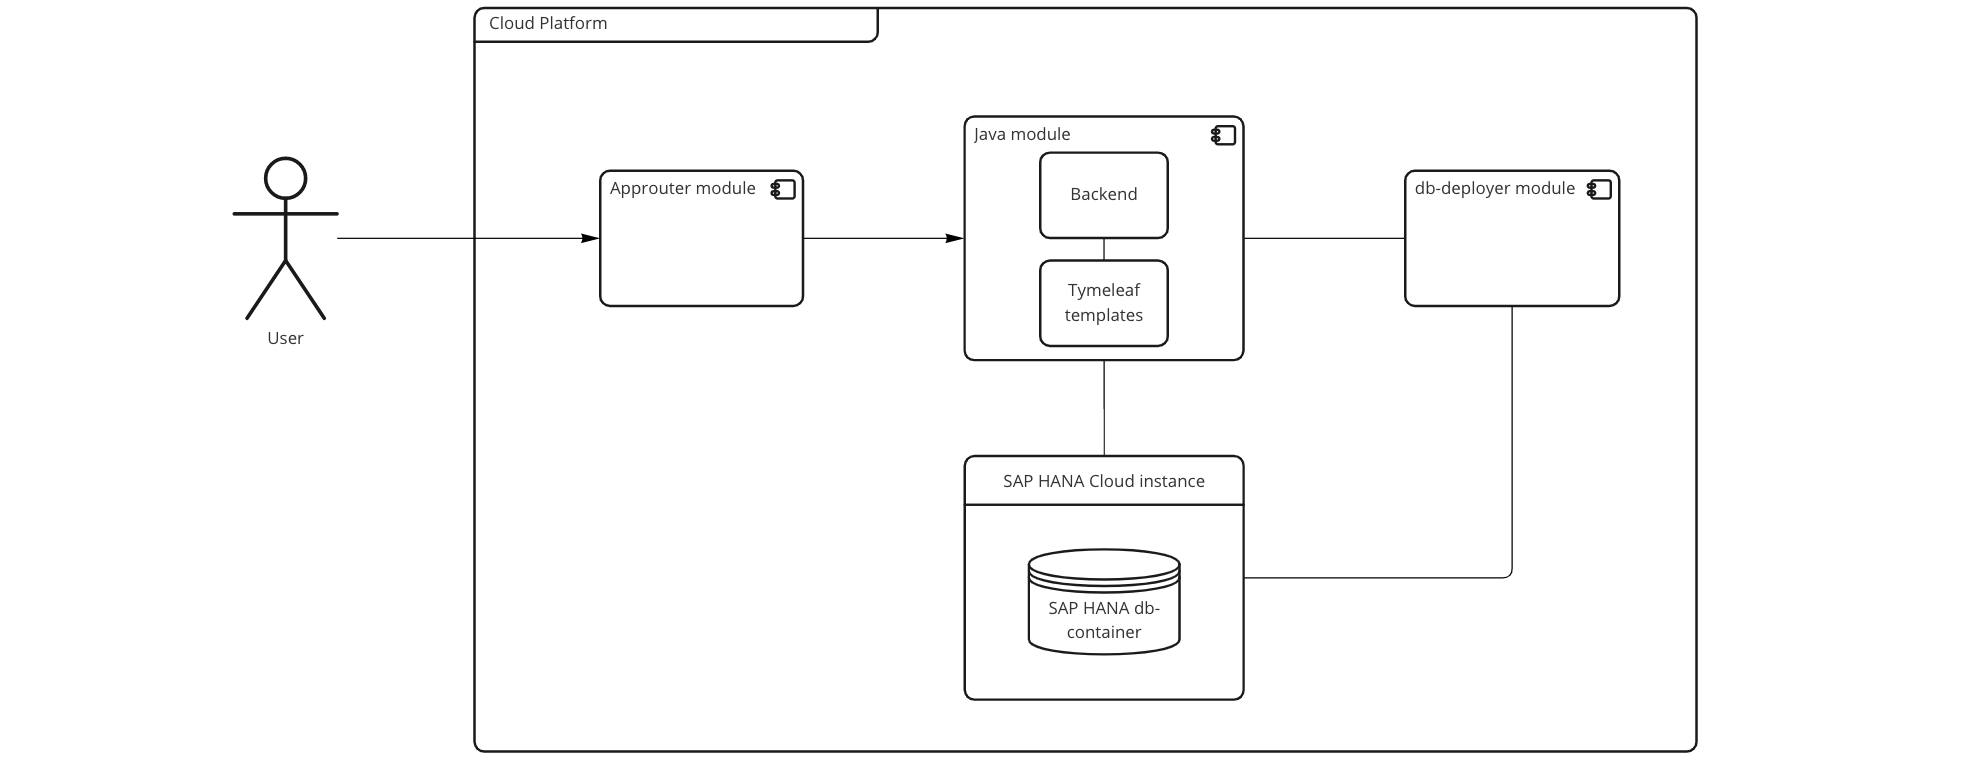 Cloud Platform
User
Approuter module
Java module
Backend
Tymeleaf
templates
db-deployer module
SAP HANA Cloud instance
SAP HANA db-
container